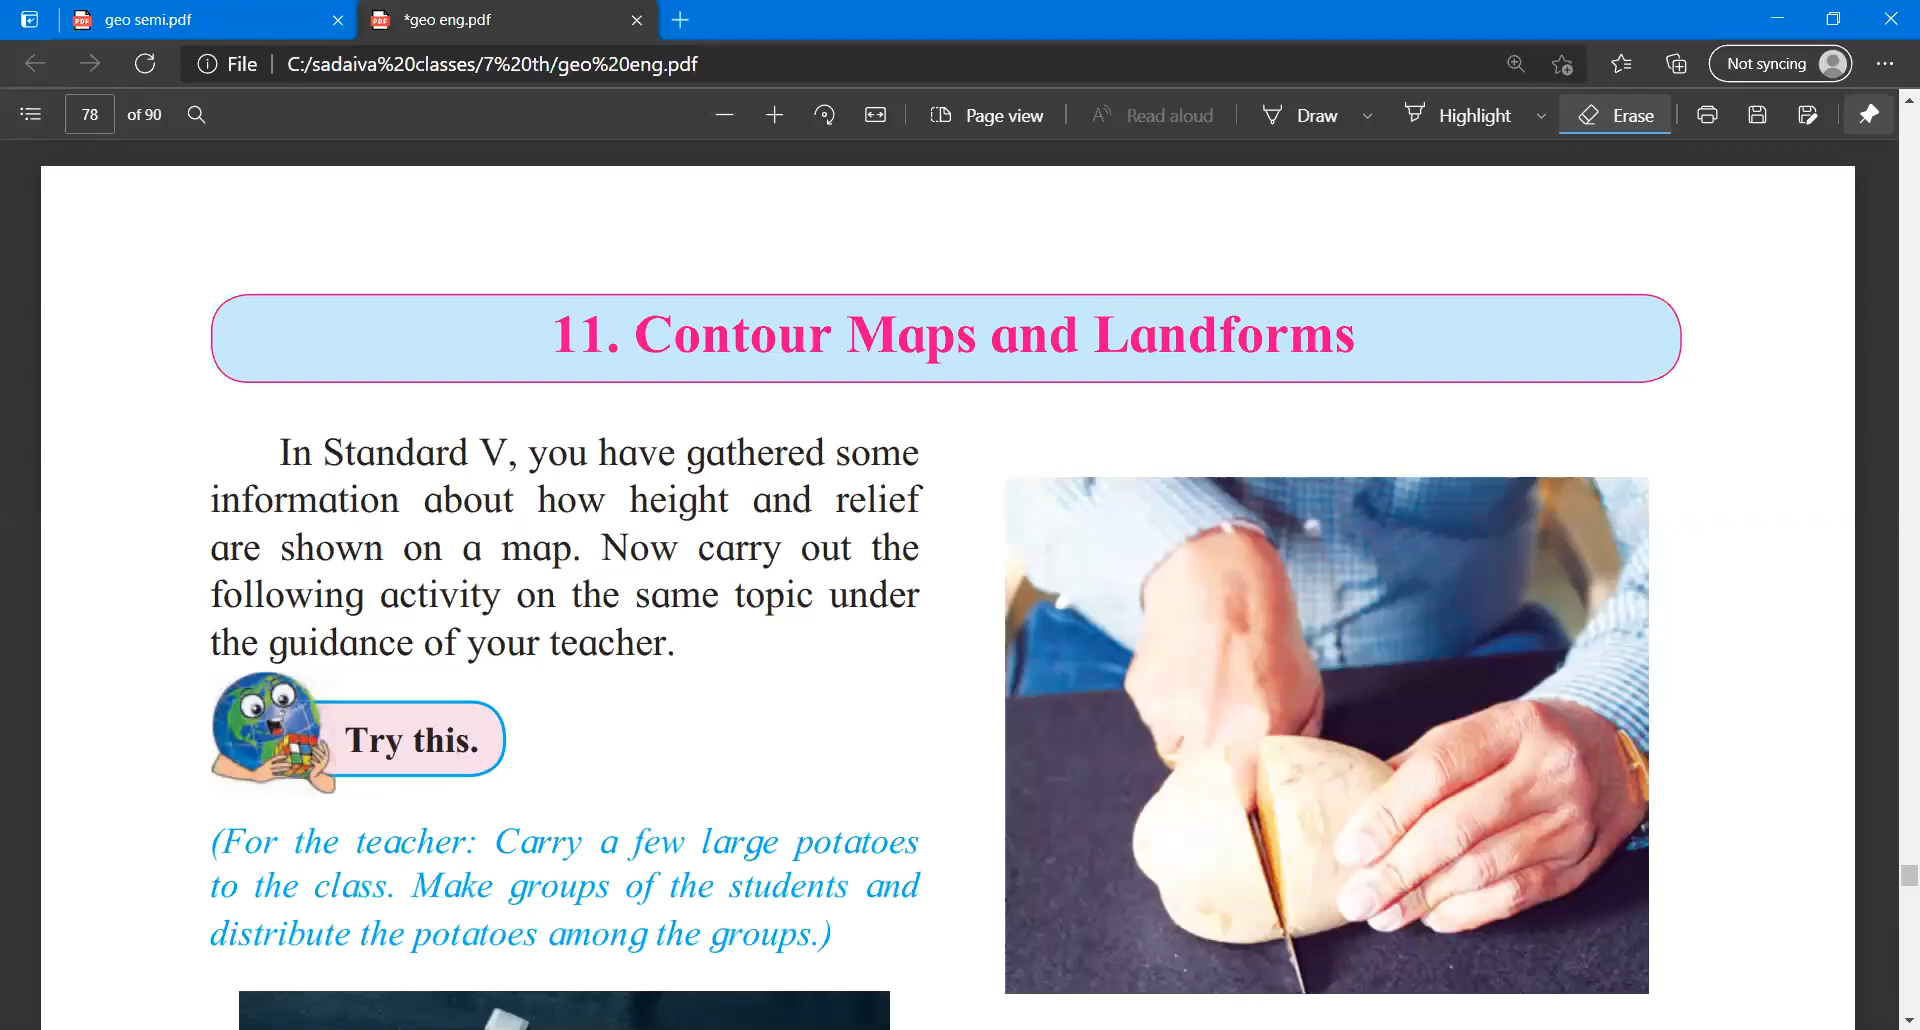 geo semi.pdf
*geo eng.pdf
File
C:/sadaiva%20classes/7%20th/geo%20eng.pdf
Not syncing
78
of 90
Page view
Read aloud
Draw
Highlight
Erase
11. Contour Maps and Landforms
In Standard V, you have gathered some
information about how height and relief
are shown on a map. Now carry out the
following activity on the same topic under
the guidance of your teacher.
Try this.
(For the teacher: Carry a few large potatoes
to the class. Make groups of the students and
distribute the potatoes among the groups.)